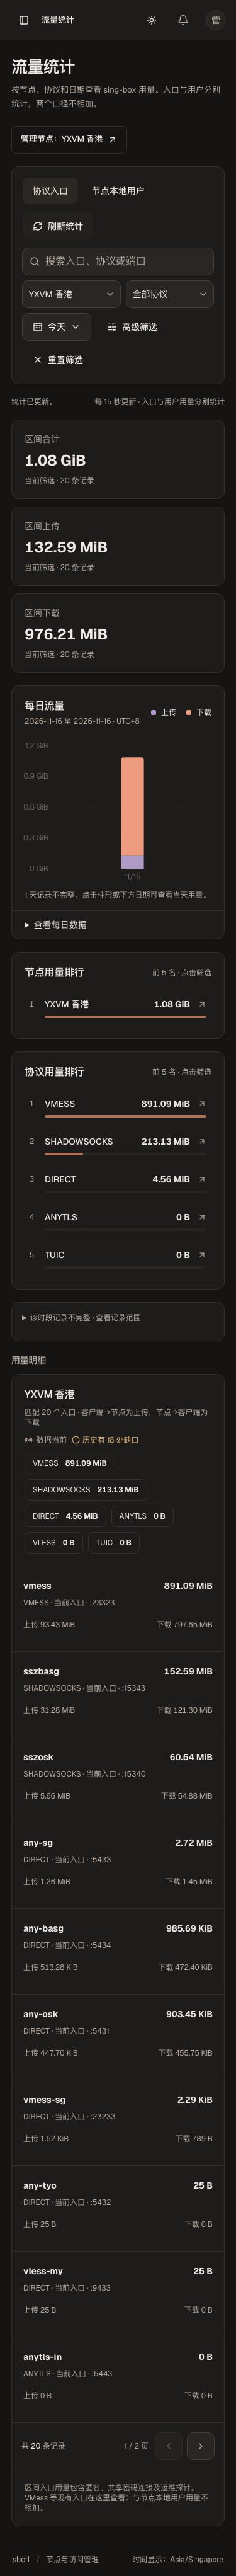 流量统计
管
流量统计
按节点、协议和日期查看 sing-box 用量。入口与用户分别
统计，两个口径不相加。
管理节点：YXVM 香港
协议入口
节点本地用户
刷新统计
搜索入口、协议或端口
YXVM 香港
全部协议
今天
高级筛选
重置筛选
统计已更新。
每 15 秒更新 · 入口与用户用量分别统计
区间合计
1.08 GiB
当前筛选 · 20 条记录
区间上传
132.59 MiB
当前筛选 · 20 条记录
区间下载
976.21 MiB
当前筛选 · 20 条记录
每日流量
2026-11-16 至 2026-11-16 · UTC+8
上传
下载
1.2 GiB
0.9 GiB
0.6 GiB
0.3 GiB
0 GiB
11/16
1 天记录不完整。点击柱形或下方日期可查看当天用量。
查看每日数据
节点用量排行
前 5 名 · 点击筛选
1 YXVM 香港 1.08 GiB
协议用量排行
前 5 名 · 点击筛选
1 VMESS 891.09 MiB
2 SHADOWSOCKS 213.13 MiB
3 DIRECT 4.56 MiB
4 ANYTLS 0 B
5 TUIC 0 B
该时段记录不完整 · 查看记录范围
用量明细
YXVM 香港
匹配 20 个入口 · 客户端→节点为上传，节点→客户端为
下载
数据当前
历史有 18 处缺口
VMESS 891.09 MiB
SHADOWSOCKS 213.13 MiB
DIRECT 4.56 MiB
ANYTLS 0 B
VLESS 0 B
TUIC 0 B
vmess 891.09 MiB
VMESS · 当前入口 · :23323
上传 93.43 MiB 下载 797.65 MiB
sszbasg 152.59 MiB
SHADOWSOCKS · 当前入口 · :15343
上传 31.28 MiB 下载 121.30 MiB
sszosk 60.54 MiB
SHADOWSOCKS · 当前入口 · :15340
上传 5.66 MiB 下载 54.88 MiB
any-sg 2.72 MiB
DIRECT · 当前入口 · :5433
上传 1.26 MiB 下载 1.45 MiB
any-basg 985.69 KiB
DIRECT · 当前入口 · :5434
上传 513.28 KiB 下载 472.40 KiB
any-osk 903.45 KiB
DIRECT · 当前入口 · :5431
上传 447.70 KiB 下载 455.75 KiB
vmess-sg 2.29 KiB
DIRECT · 当前入口 · :23233
上传 1.52 KiB 下载 789 B
any-tyo 25 B
DIRECT · 当前入口 · :5432
上传 25 B 下载 0 B
vless-my 25 B
DIRECT · 当前入口 · :9433
上传 25 B 下载 0 B
anytls-in 0 B
ANYTLS · 当前入口 · :5443
上传 0 B 下载 0 B
共 20 条记录
1 / 2 页
区间入口用量包含匿名、共享密码连接及运维探针。
VMess 等现有入口在这里查看；与节点本地用户用量不
相加。
sbctl / 节点与访问管理
时间显示：Asia/Singapore